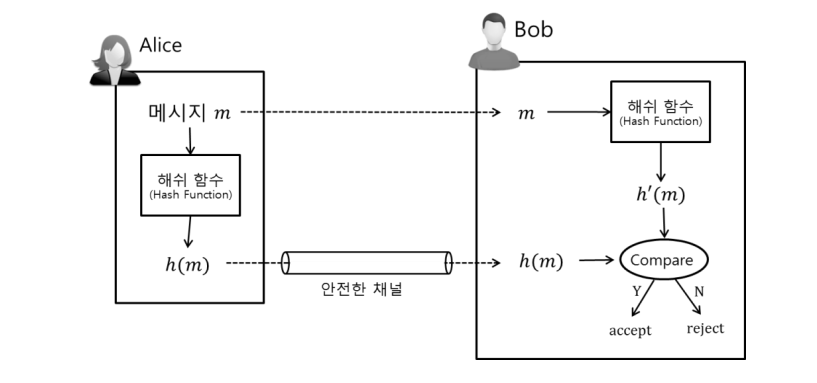 Alice
Bob
메시지 m
m
해쉬 함수
(Hash Function)
해쉬 함수
(Hash Function)
h′(m)
h(m)
안전한 채널
h(m)
Compare
Y
N
accept
reject